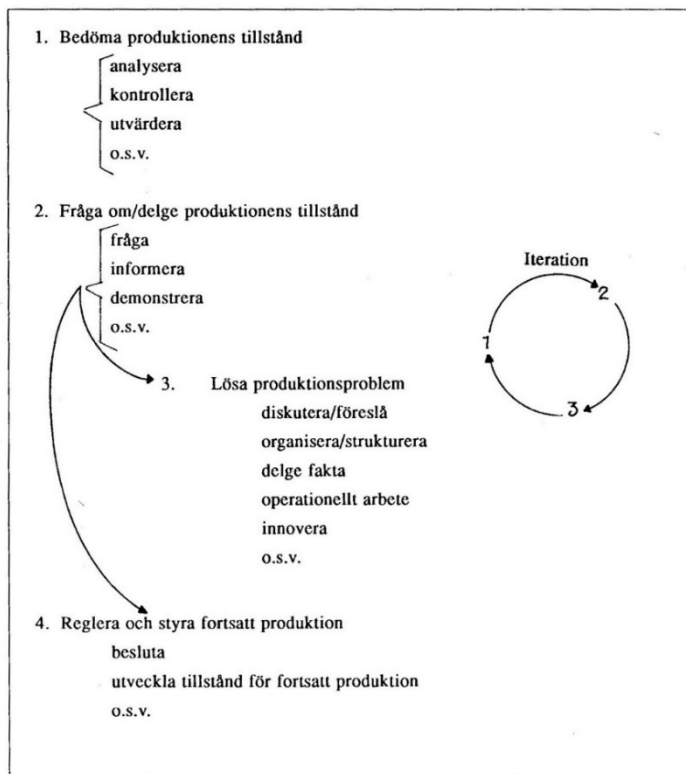 1. Bedöma produktionens tillstånd
analysera
kontrollera
utvärdera
o.s.v.
2. Fråga om/delge produktionens tillstånd
fråga
informera
demonstrera
o.s.v.
Iteration
1
2
3
3. Lösa produktionsproblem
diskutera/föreslå
organisera/strukturera
delge fakta
operationellt arbete
innovera
o.s.v.
4. Reglera och styra fortsatt produktion
besluta
utveckla tillstånd för fortsatt produktion
o.s.v.